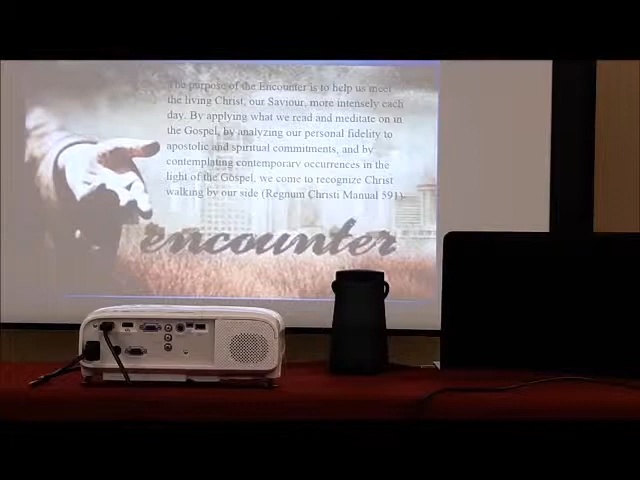 The purpose of the Encounter is to help us meet
the living Christ, our Saviour, more intensely each
day. By applying what we read and meditate on in
the Gospel, by analyzing our personal fidelity to
apostolic and spiritual commitments, and by
contemplating contemporary occurrences in the
light of the Gospel, we come to recognize Christ
walking by our side (Regnum Christi Manual 591)
encounter